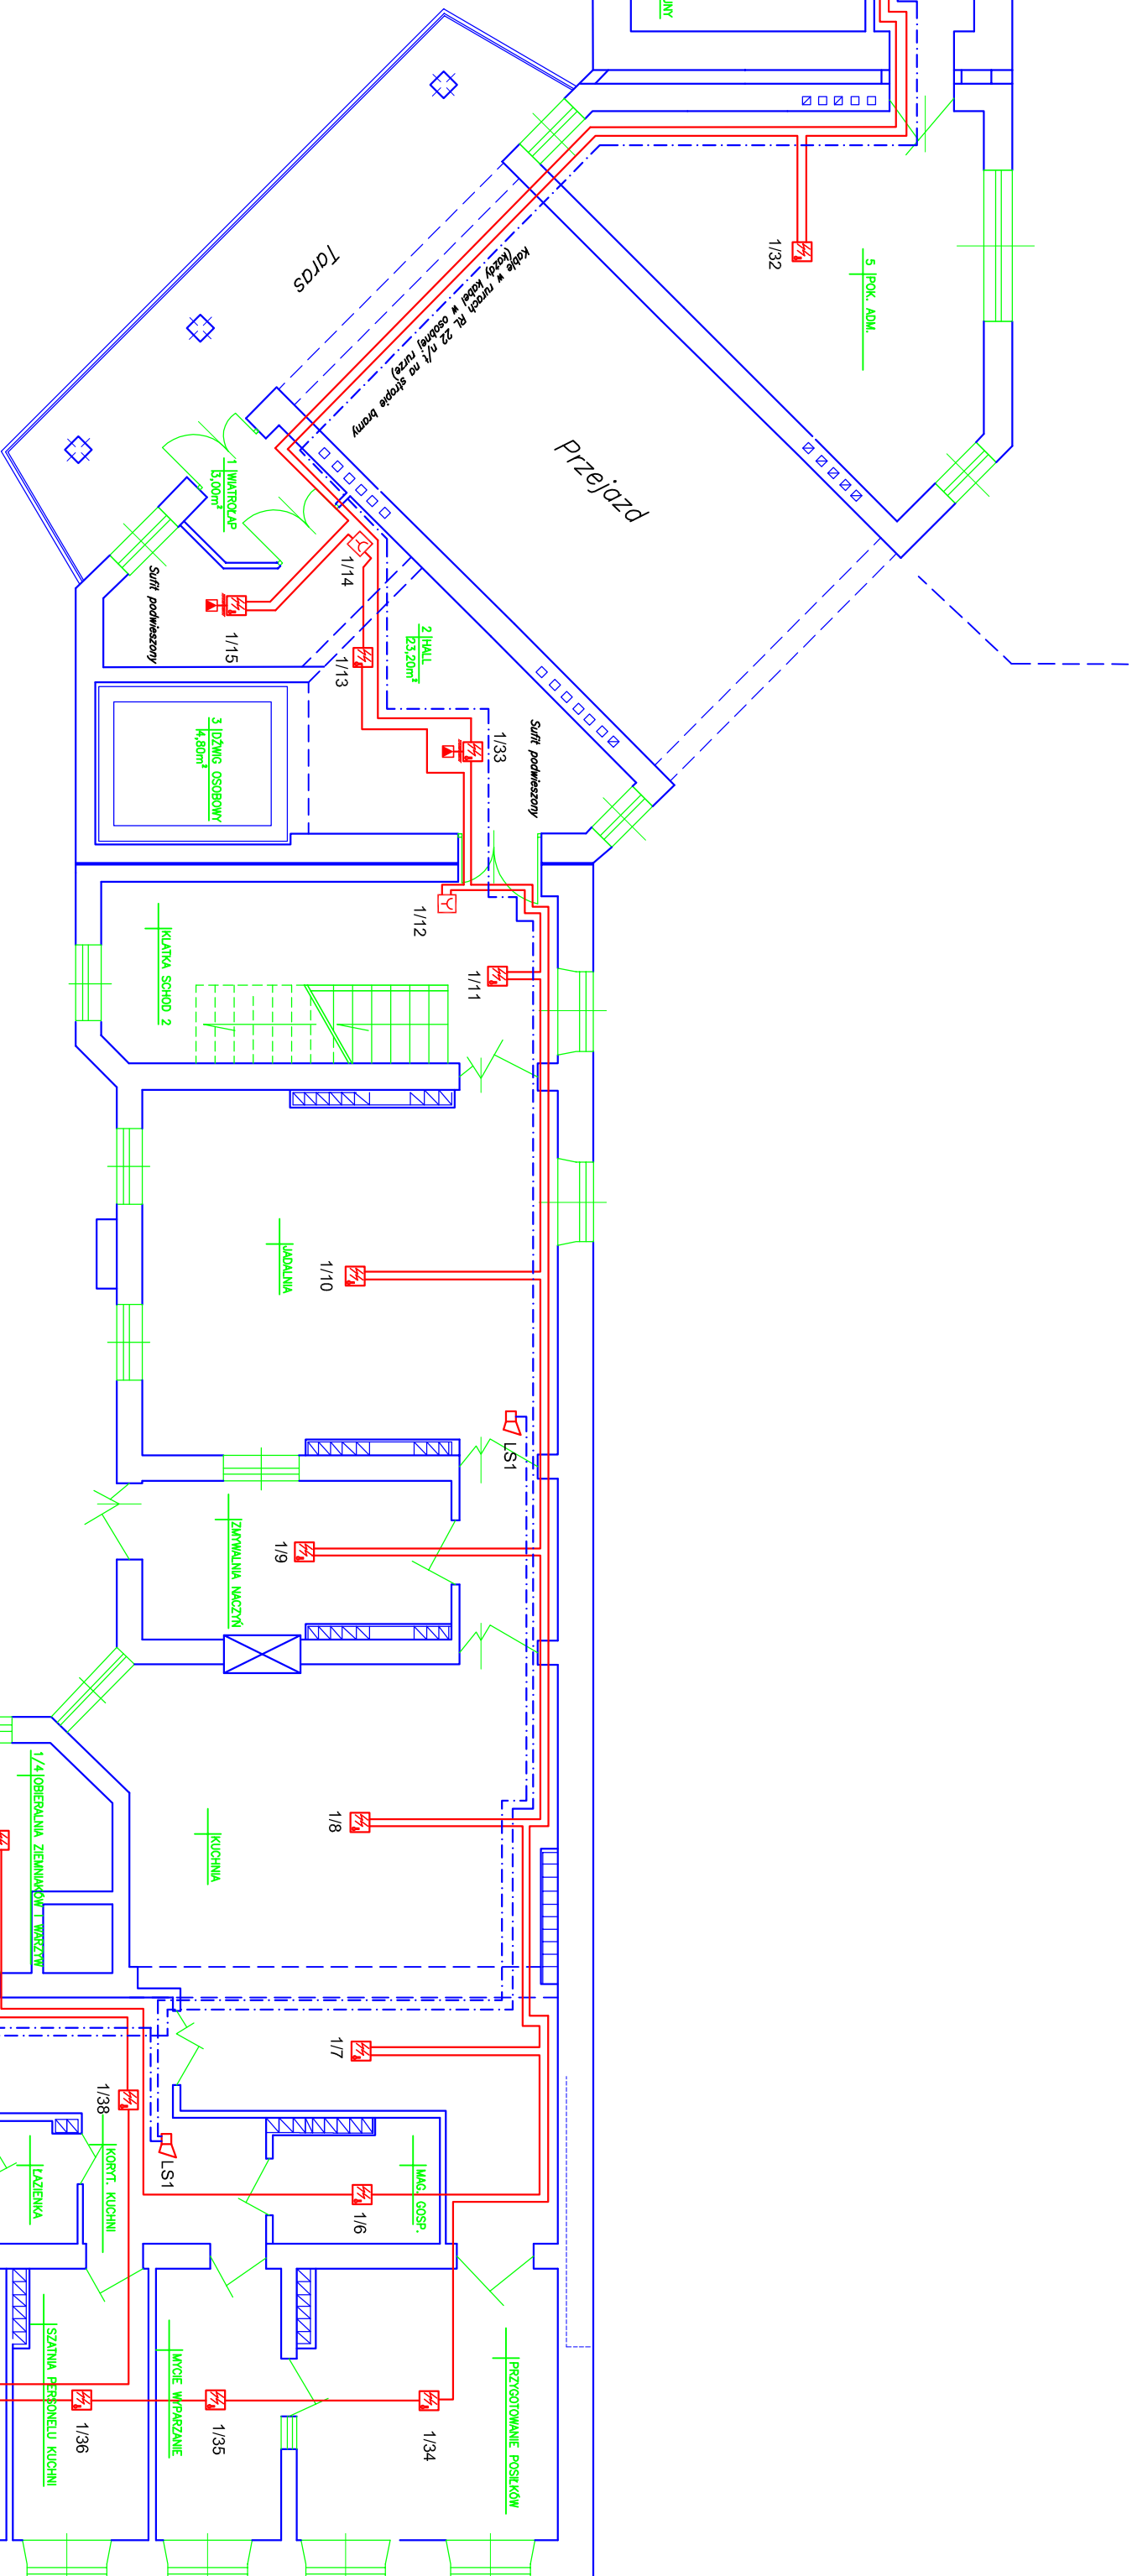 JNY
1/32
5 POK. ADM.
Taras
Kable w rurach RL 22 n/t na stropie bramy
(każdy kabel w osobnej rurze)
Przejazd
1 WIATROŁAP
3,00m²
Sufit podwieszony
1/14
1/15
1/13
2 HALL
23,20m²
1/33
Sufit podwieszony
3 DŹWIG OSOBOWY
4,80m²
1/12
1/11
KLATKA SCHOD 2
JADALNIA
1/10
LS1
ZMYWALNIA NACZYŃ
1/9
1/8
KUCHNIA
1/4 OBIERALNIA ZIEMNIAKÓW I WARZYW
1/7
1/38
LS1
KORYT. KUCHNI
ŁAZIENKA
MAG. GOSP.
1/6
SZATNIA PERSONELU KUCHNI
MYCIE WYPARZANIE
PRZYGOTOWANIE POSIŁKÓW
1/36
1/35
1/34